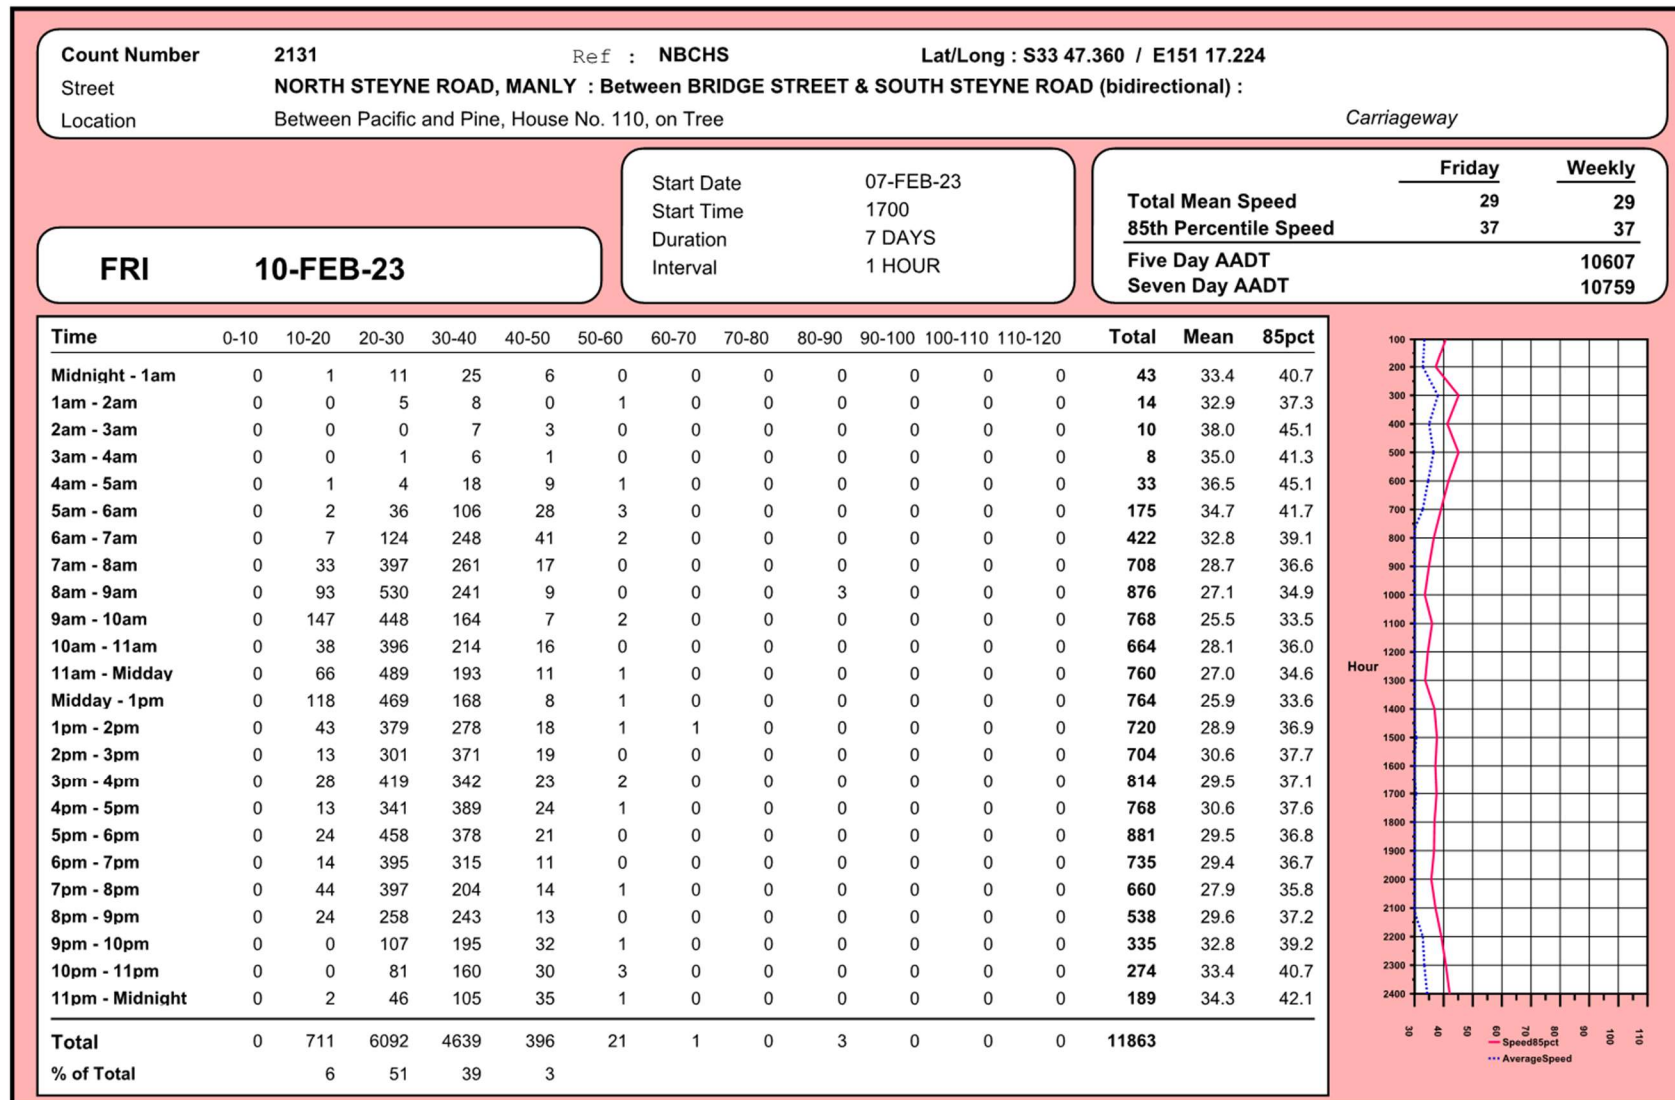 Count Number 2131 Ref : NBCHS Lat/Long : S33 47.360 / E151 17.224
Street NORTH STEYNE ROAD, MANLY : Between BRIDGE STREET & SOUTH STEYNE ROAD (bidirectional) :
Location Between Pacific and Pine, House No. 110, on Tree Carriageway
Start Date 07-FEB-23
Start Time 1700
Duration 7 DAYS
Interval 1 HOUR
Friday Weekly
Total Mean Speed 29 29
85th Percentile Speed 37 37
Five Day AADT 10607
Seven Day AADT 10759
FRI 10-FEB-23
Time 0-10 10-20 20-30 30-40 40-50 50-60 60-70 70-80 80-90 90-100 100-110 110-120 Total Mean 85pct
Midnight - 1am 0 1 11 25 6 0 0 0 0 0 0 0 43 33.4 40.7
1am - 2am 0 0 5 8 0 1 0 0 0 0 0 0 14 32.9 37.3
2am - 3am 0 0 0 7 3 0 0 0 0 0 0 0 10 38.0 45.1
3am - 4am 0 0 1 6 1 0 0 0 0 0 0 0 8 35.0 41.3
4am - 5am 0 1 4 18 9 1 0 0 0 0 0 0 33 36.5 45.1
5am - 6am 0 2 36 106 28 3 0 0 0 0 0 0 175 34.7 41.7
6am - 7am 0 7 124 248 41 2 0 0 0 0 0 0 422 32.8 39.1
7am - 8am 0 33 397 261 17 0 0 0 0 0 0 0 708 28.7 36.6
8am - 9am 0 93 530 241 9 0 0 0 3 0 0 0 876 27.1 34.9
9am - 10am 0 147 448 164 7 2 0 0 0 0 0 0 768 25.5 33.5
10am - 11am 0 38 396 214 16 0 0 0 0 0 0 0 664 28.1 36.0
11am - Midday 0 66 489 193 11 1 0 0 0 0 0 0 760 27.0 34.6
Midday - 1pm 0 118 469 168 8 1 0 0 0 0 0 0 764 25.9 33.6
1pm - 2pm 0 43 379 278 18 1 1 0 0 0 0 0 720 28.9 36.9
2pm - 3pm 0 13 301 371 19 0 0 0 0 0 0 0 704 30.6 37.7
3pm - 4pm 0 28 419 342 23 2 0 0 0 0 0 0 814 29.5 37.1
4pm - 5pm 0 13 341 389 24 1 0 0 0 0 0 0 768 30.6 37.6
5pm - 6pm 0 24 458 378 21 0 0 0 0 0 0 0 881 29.5 36.8
6pm - 7pm 0 14 395 315 11 0 0 0 0 0 0 0 735 29.4 36.7
7pm - 8pm 0 44 397 204 14 1 0 0 0 0 0 0 660 27.9 35.8
8pm - 9pm 0 24 258 243 13 0 0 0 0 0 0 0 538 29.6 37.2
9pm - 10pm 0 0 107 195 32 1 0 0 0 0 0 0 335 32.8 39.2
10pm - 11pm 0 0 81 160 30 3 0 0 0 0 0 0 274 33.4 40.7
11pm - Midnight 0 2 46 105 35 1 0 0 0 0 0 0 189 34.3 42.1
Total 0 711 6092 4639 396 21 1 0 3 0 0 0 11863
% of Total 6 51 39 3
100
200
300
400
500
600
700
800
900
1000
1100
1200
Hour
1300
1400
1500
1600
1700
1800
1900
2000
2100
2200
2300
2400
30 40 50 60 70 80 90 100 110
Speed85pct
AverageSpeed